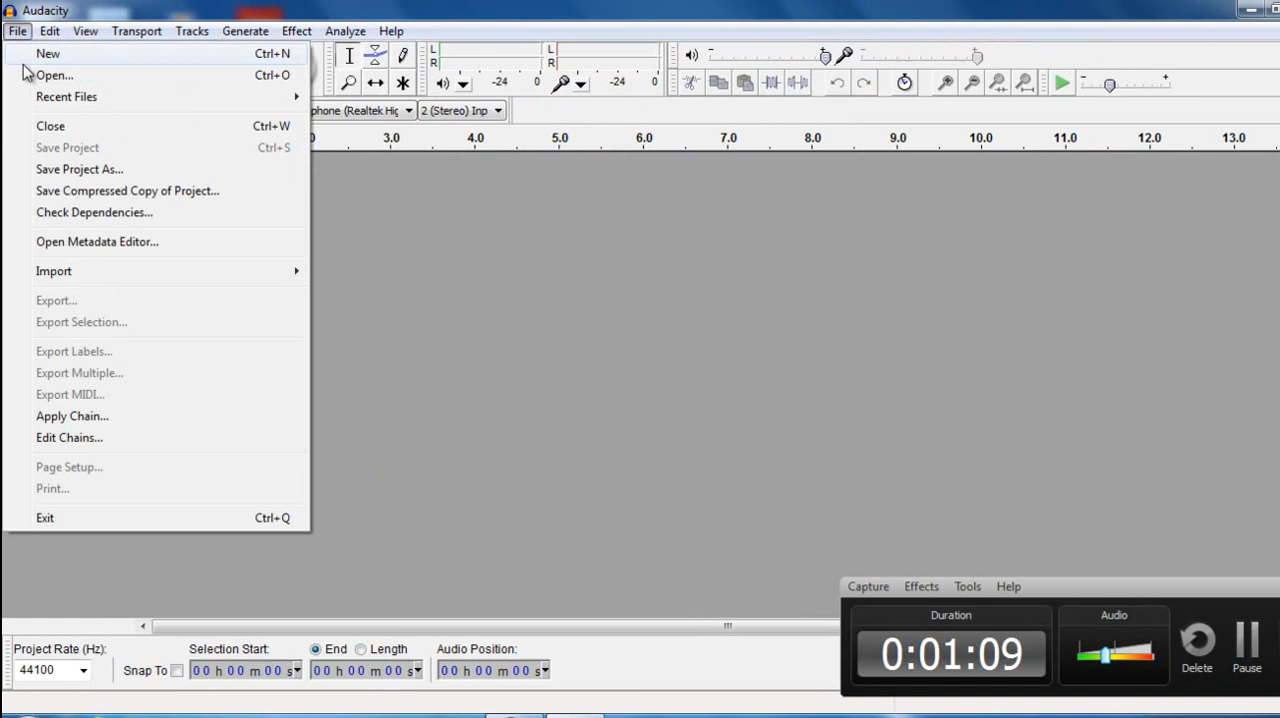 Audacity
File Edit View Transport Tracks Generate Effect Analyze Help
New Ctrl+N
Open... Ctrl+O
Recent Files
Close Ctrl+W
Save Project Ctrl+S
Save Project As...
Save Compressed Copy of Project...
Check Dependencies...
Open Metadata Editor...
Import
Export...
Export Selection...
Export Labels...
Export Multiple...
Export MIDI...
Apply Chain...
Edit Chains...
Page Setup...
Print...
Exit Ctrl+Q
L L
R -24 0 R -24 0
phone (Realtek Hig 2 (Stereo) Inp
0 3.0 4.0 5.0 6.0 7.0 8.0 9.0 10.0 11.0 12.0 13.0
Capture Effects Tools Help
Duration Audio
0:01:09
Delete Pause
Project Rate (Hz): Selection Start: End Length Audio Position:
44100 Snap To 00 h 00 m 00 s 00 h 00 m 00 s 00 h 00 m 00 s